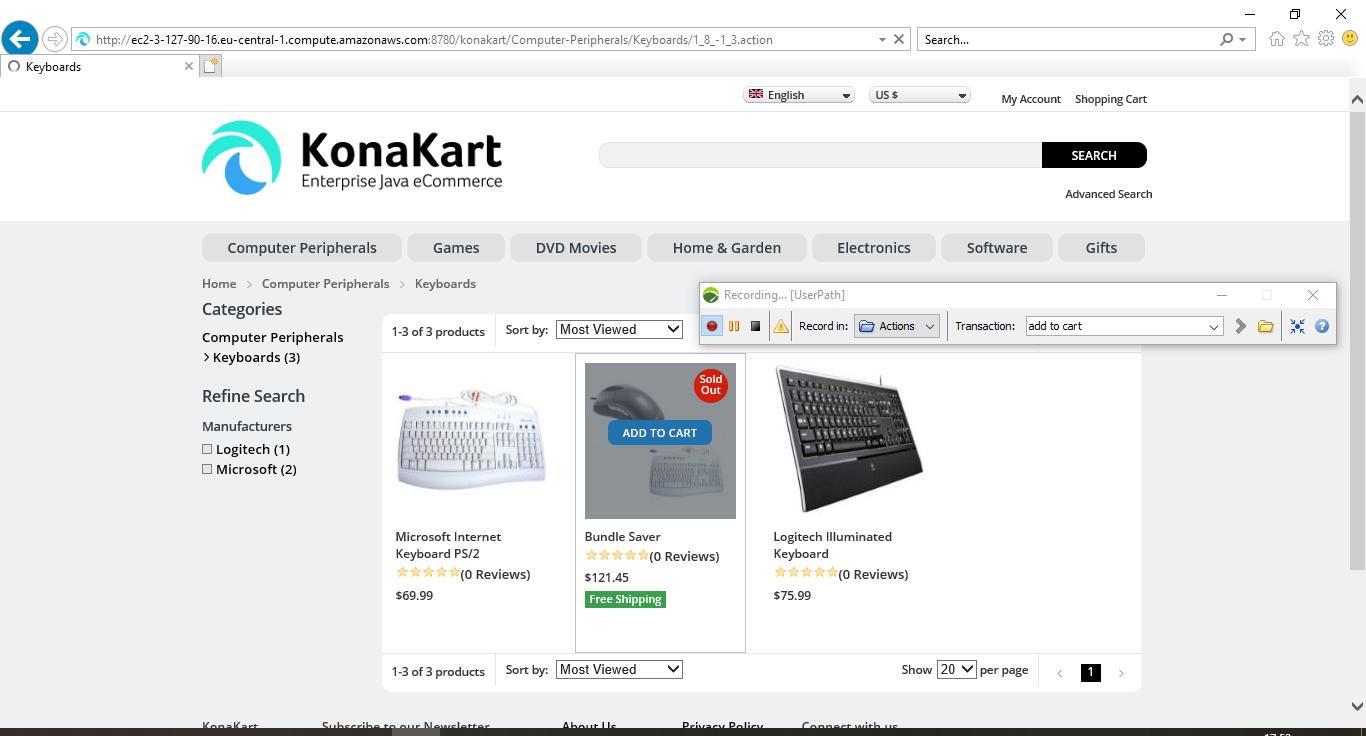 http://ec2-3-127-90-16.eu-central-1.compute.amazonaws.com:8780/konakart/Computer-Peripherals/Keyboards/1_8_-1_3.action
Search...
Keyboards
English
US $
My Account
Shopping Cart
KonaKart
Enterprise Java eCommerce
SEARCH
Advanced Search
Computer Peripherals
Games
DVD Movies
Home & Garden
Electronics
Software
Gifts
Home > Computer Peripherals > Keyboards
Recording... [UserPath]
Record in: Actions
Transaction: add to cart
Categories
Computer Peripherals
> Keyboards (3)
Refine Search
Manufacturers
Logitech (1)
Microsoft (2)
1-3 of 3 products
Sort by: Most Viewed
Sold
Out
ADD TO CART
Microsoft Internet
Keyboard PS/2
(0 Reviews)
$69.99
Bundle Saver
(0 Reviews)
$121.45
Free Shipping
Logitech Illuminated
Keyboard
(0 Reviews)
$75.99
1-3 of 3 products
Sort by: Most Viewed
Show 20 per page
< 1 >
KonaKart
Subscribe to our Newsletter
About Us
Privacy Policy
Connect with us